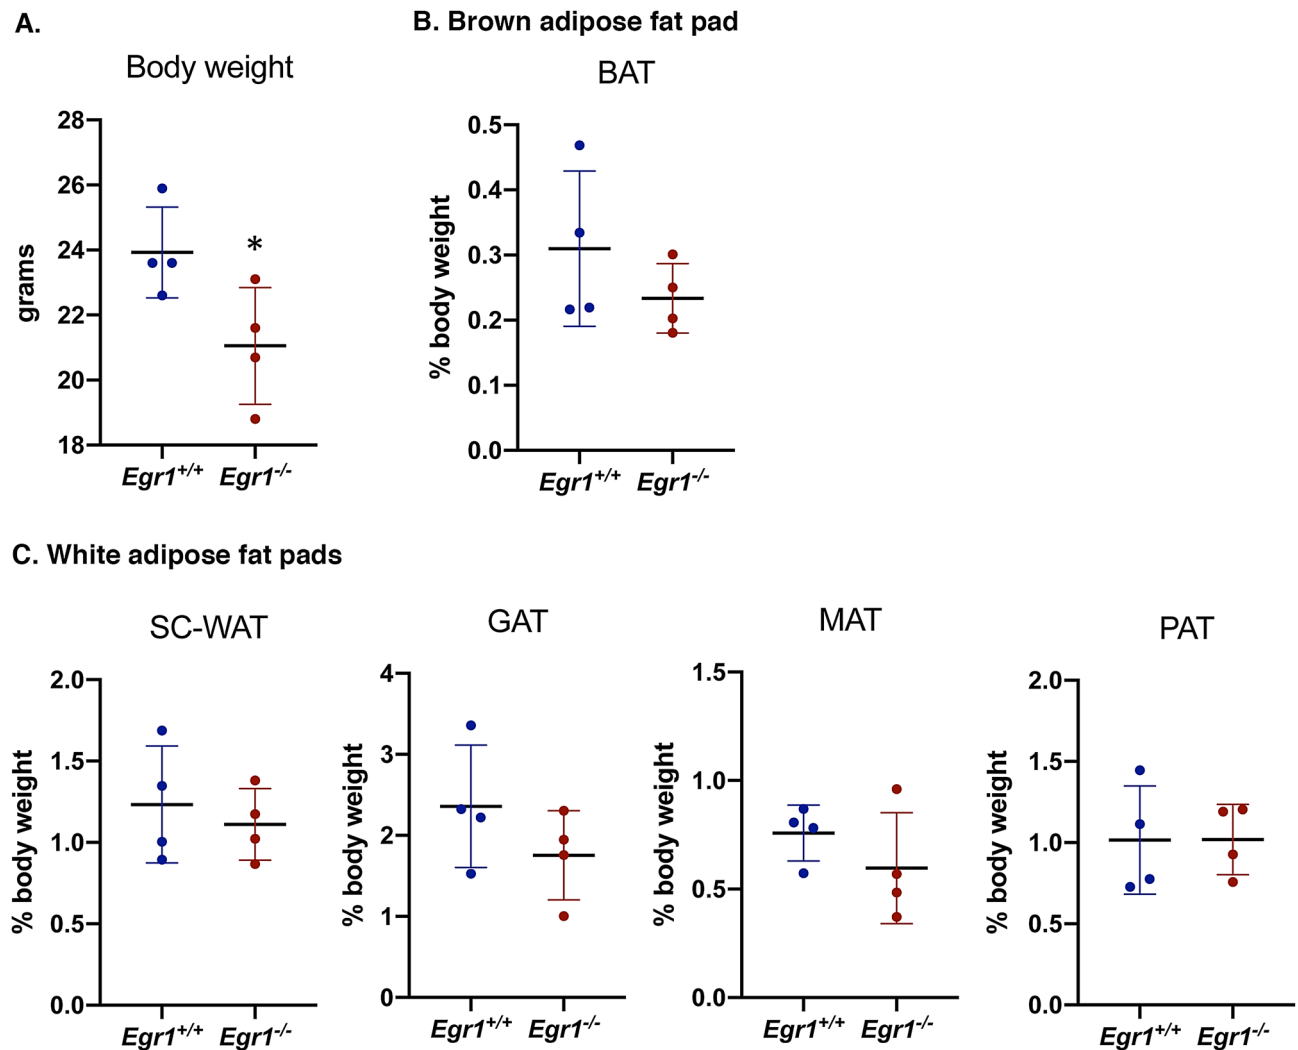 A.
Body weight
grams
28
26
24
22
20
18
*
Egr1+/+ Egr1-/-
B. Brown adipose fat pad
BAT
% body weight
0.5
0.4
0.3
0.2
0.1
0.0
Egr1+/+ Egr1-/-
C. White adipose fat pads
SC-WAT
% body weight
2.0
1.5
1.0
0.5
0.0
Egr1+/+ Egr1-/-
GAT
% body weight
4
3
2
1
0
Egr1+/+ Egr1-/-
MAT
% body weight
1.5
1.0
0.5
0.0
Egr1+/+ Egr1-/-
PAT
% body weight
2.0
1.5
1.0
0.5
0.0
Egr1+/+ Egr1-/-